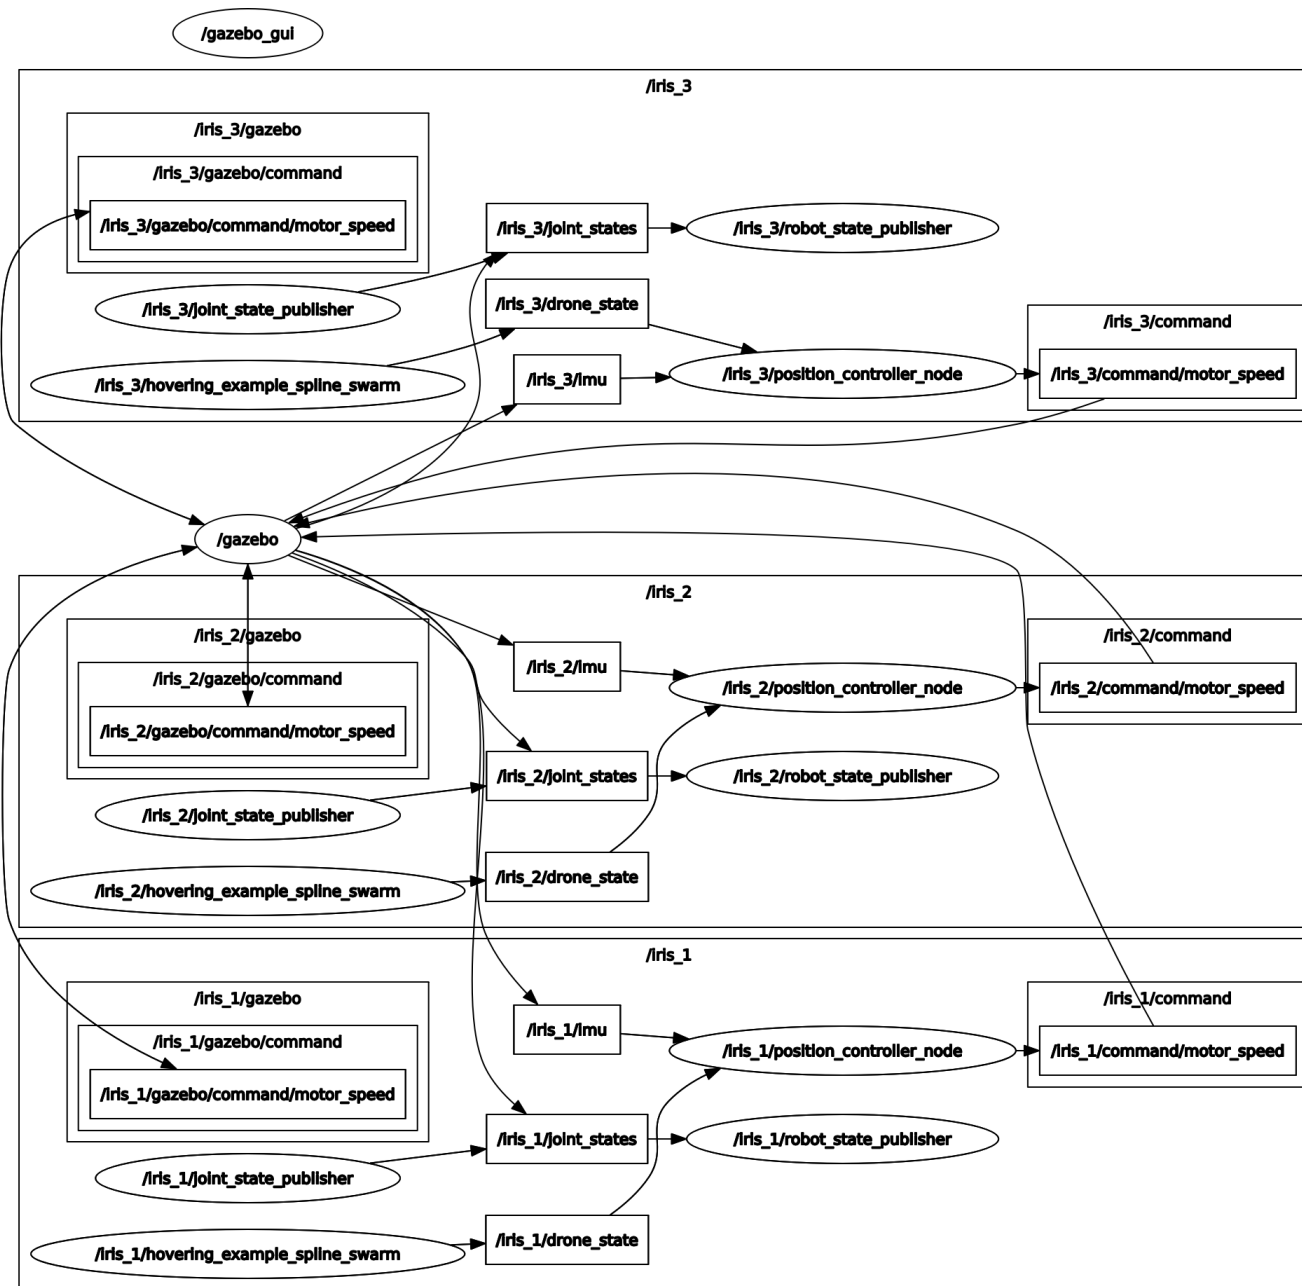 /gazebo_gui
/iris_3
/iris_3/gazebo
/iris_3/gazebo/command
/iris_3/gazebo/command/motor_speed
/iris_3/joint_states
/iris_3/robot_state_publisher
/iris_3/joint_state_publisher
/iris_3/drone_state
/iris_3/command
/iris_3/hovering_example_spline_swarm
/iris_3/imu
/iris_3/position_controller_node
/iris_3/command/motor_speed
/gazebo
/iris_2
/iris_2/gazebo
/iris_2/command
/iris_2/gazebo/command
/iris_2/imu
/iris_2/position_controller_node
/iris_2/command/motor_speed
/iris_2/gazebo/command/motor_speed
/iris_2/joint_states
/iris_2/robot_state_publisher
/iris_2/joint_state_publisher
/iris_2/hovering_example_spline_swarm
/iris_2/drone_state
/iris_1
/iris_1/gazebo
/iris_1/command
/iris_1/gazebo/command
/iris_1/imu
/iris_1/position_controller_node
/iris_1/command/motor_speed
/iris_1/gazebo/command/motor_speed
/iris_1/joint_states
/iris_1/robot_state_publisher
/iris_1/joint_state_publisher
/iris_1/hovering_example_spline_swarm
/iris_1/drone_state